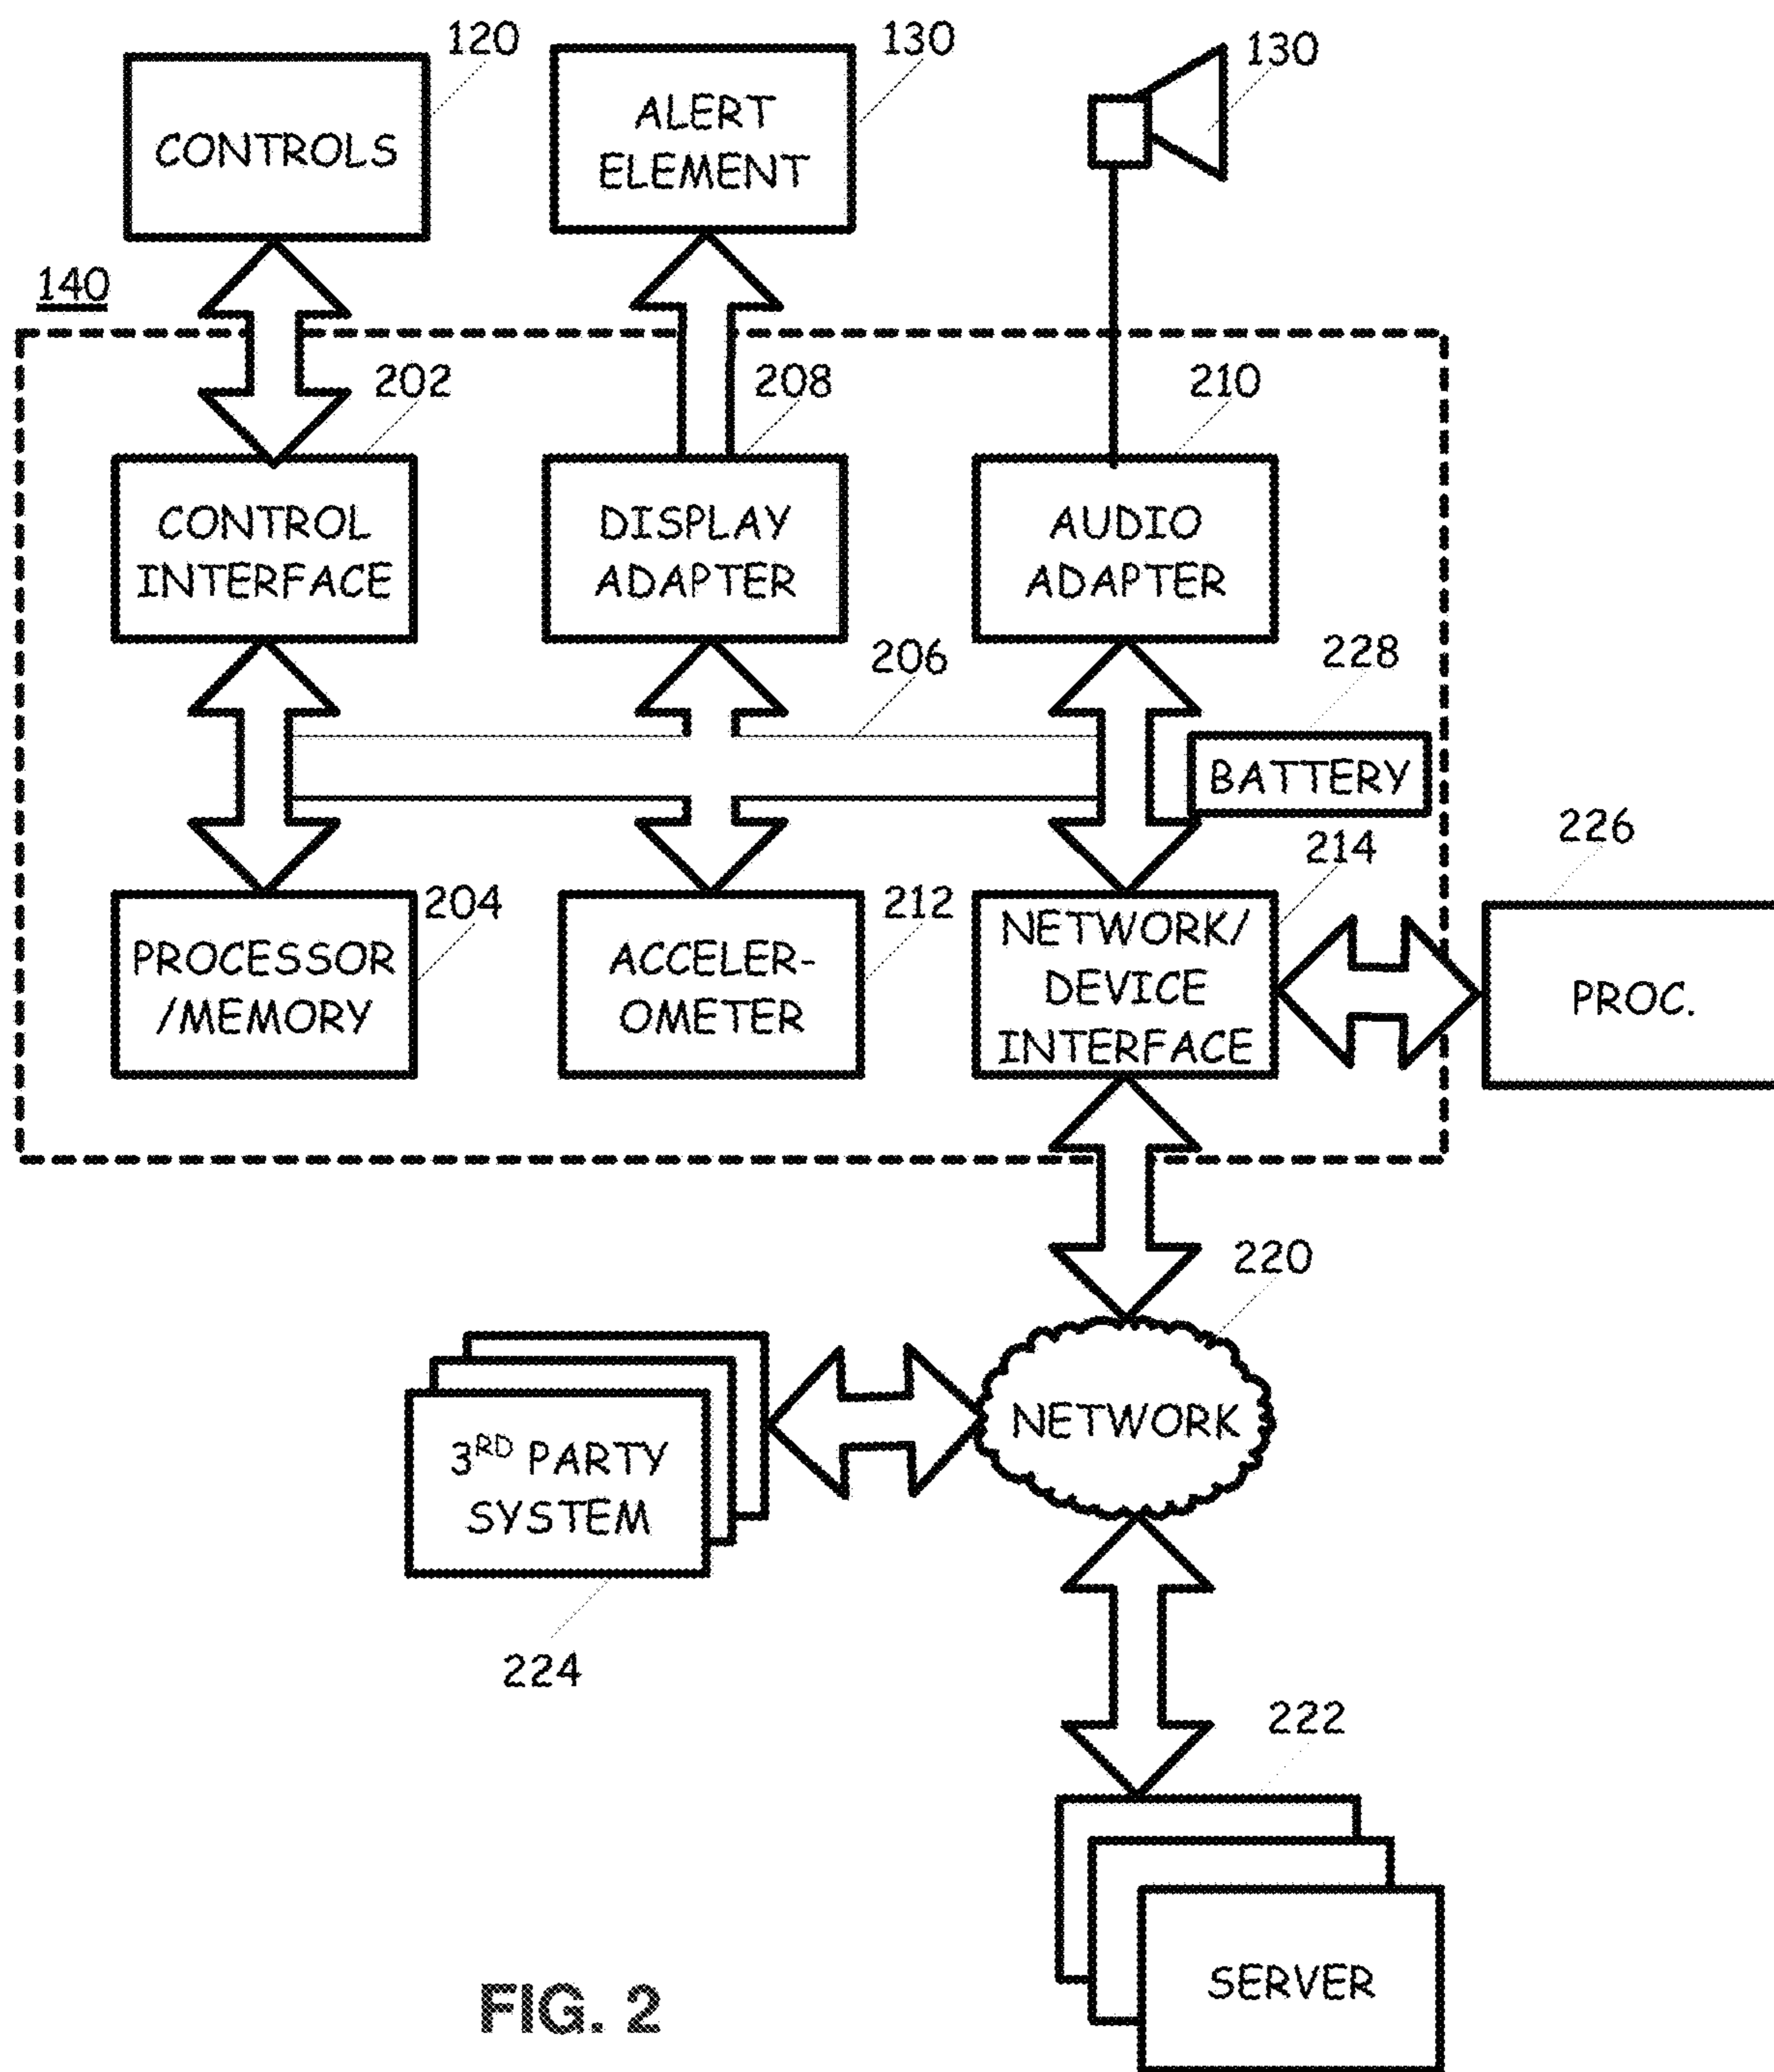 120
130
130
CONTROLS
ALERT
ELEMENT
140
202
208
210
CONTROL
INTERFACE
DISPLAY
ADAPTER
AUDIO
ADAPTER
206
228
BATTERY
226
204
212
214
PROCESSOR
/MEMORY
ACCELER-
OMETER
NETWORK/
DEVICE
INTERFACE
PROC.
220
NETWORK
3RD PARTY
SYSTEM
224
222
SERVER
FIG. 2